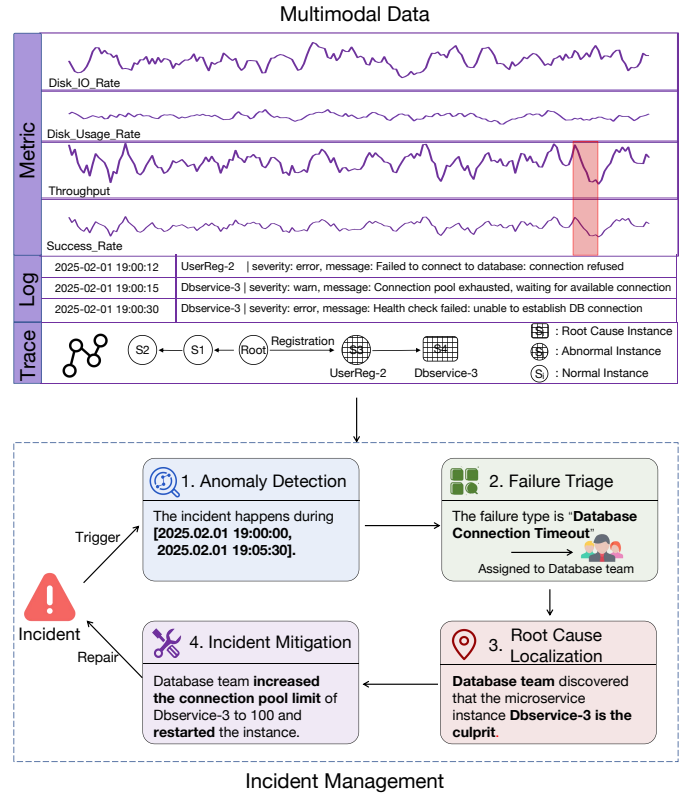 Multimodal Data
Metric
Disk_IO_Rate
Disk_Usage_Rate
Throughput
Success_Rate
Log
2025-02-01 19:00:12 UserReg-2 | severity: error, message: Failed to connect to database: connection refused
2025-02-01 19:00:15 Dbservice-3 | severity: warn, message: Connection pool exhausted, waiting for available connection
2025-02-01 19:00:30 Dbservice-3 | severity: error, message: Health check failed: unable to establish DB connection
Trace
S2
S1
Root
Registration
S3
UserReg-2
S4
Dbservice-3
Si : Root Cause Instance
Si : Abnormal Instance
Si : Normal Instance
1. Anomaly Detection
The incident happens during
[2025.02.01 19:00:00,
2025.02.01 19:05:30].
2. Failure Triage
The failure type is “Database
Connection Timeout”
Assigned to Database team
Trigger
Incident
Repair
4. Incident Mitigation
Database team increased
the connection pool limit of
Dbservice-3 to 100 and
restarted the instance.
3. Root Cause
Localization
Database team discovered
that the microservice
instance Dbservice-3 is the
culprit.
Incident Management